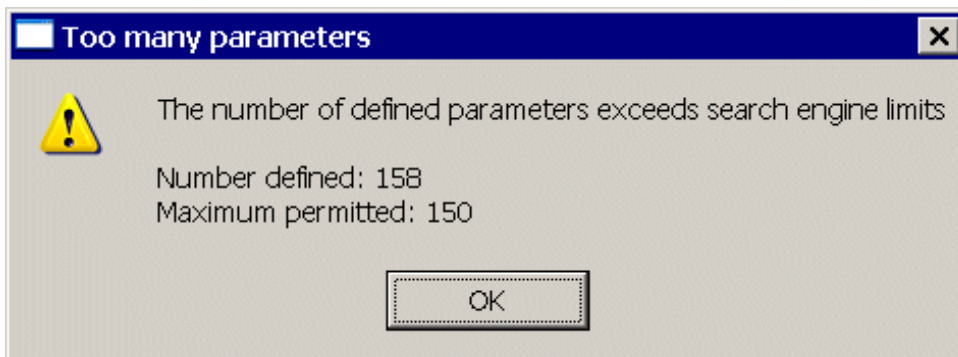 Too many parameters
The number of defined parameters exceeds search engine limits
Number defined: 158
Maximum permitted: 150
OK